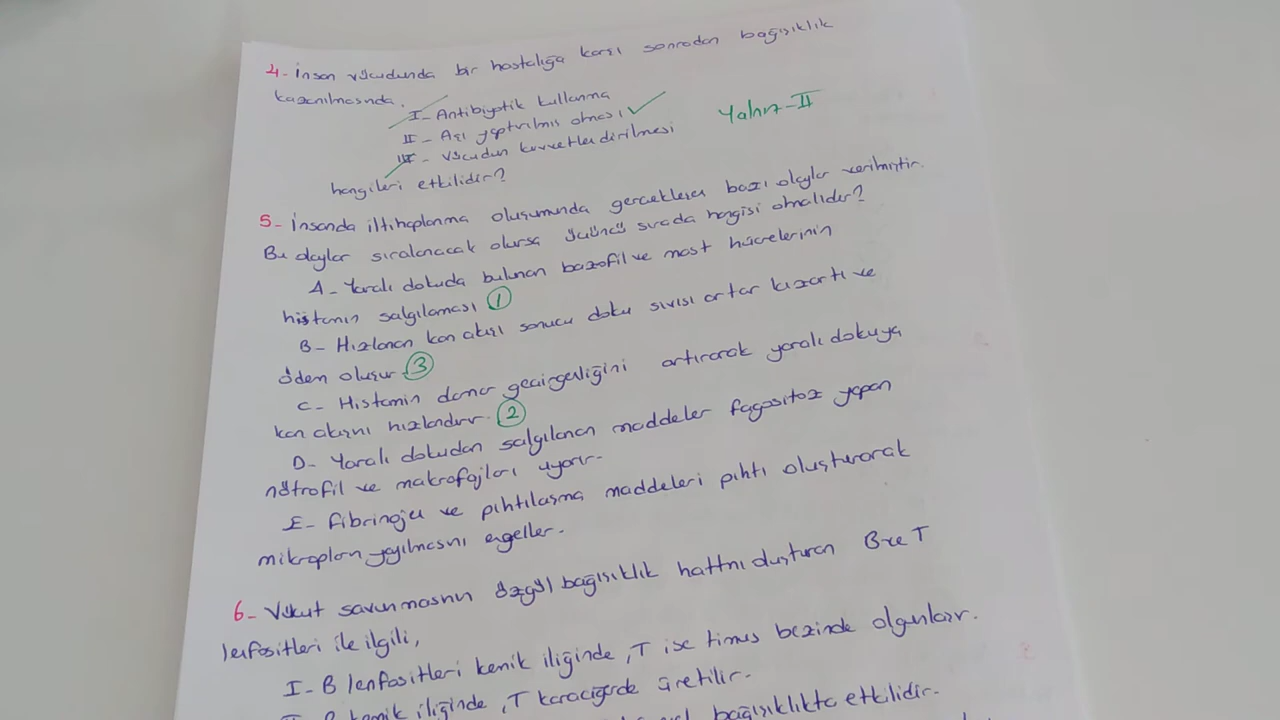 4- İnsan vücudunda bir hastalığa karşı sonradan bağışıklık
kazanılmasında,
I- Antibiyotik kullanma
II- Aşı yaptırılmış olması ✓
III- Vücudun kuvvetlendirilmesi
Yalnız-II
hangileri etkilidir?
5- İnsanda iltihaplanma oluşumunda gerçekleşen bazı olaylar verilmiştir.
Bu olaylar sıralanacak olursa üçüncü sırada hangisi olmalıdır?
A- Yaralı dokuda bulunan bazofil ve mast hücrelerinin
histamin salgılaması 1
B- Hızlanan kan akışı sonucu doku sıvısı artar kızartı ve
ödem oluşur. 3
C- Histamin damar geçirgenliğini artırarak yaralı dokuya
kan akışını hızlandırır. 2
D- Yaralı dokudan salgılanan maddeler fagositoz yapan
nötrofil ve makrofajları uyarır.
E- Fibrinojen ve pıhtılaşma maddeleri pıhtı oluşturarak
mikropların yayılmasını engeller.
6- Vücut savunmasının özgül bağışıklık hattını oluşturan B ve T
lenfositleri ile ilgili,
I- B lenfositleri kemik iliğinde, T ise timus bezinde olgunlaşır.
kemik iliğinde, T karaciğerde üretilir.
bağışıklıkta etkilidir.